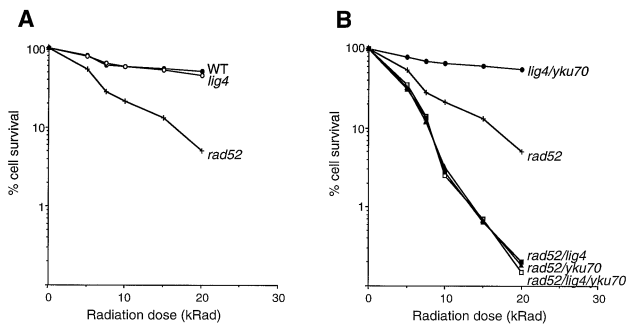 A
B
100
10
1
% cell survival
0
10
20
30
Radiation dose (kRad)
WT
lig4
rad52
100
10
1
% cell survival
0
10
20
30
Radiation dose (kRad)
lig4/yku70
rad52
rad52/lig4
rad52/yku70
rad52/lig4/yku70